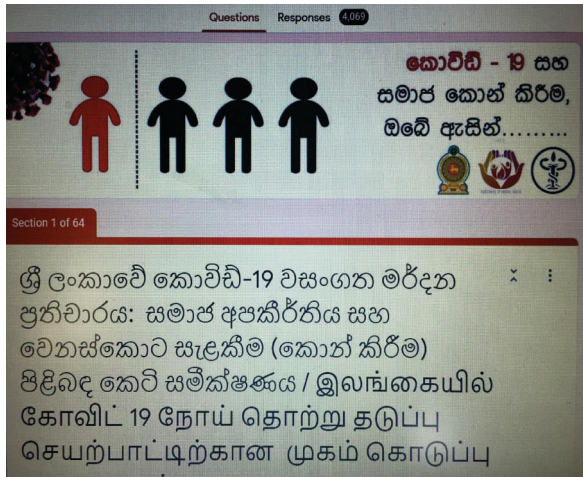 Questions Responses 4,069
කොවිඩ් - 19 සහ
සමාජ කොන් කිරීම,
ඔබේ ඇසින්.........
Section 1 of 64
ශ්‍රී ලංකාවේ කොවිඩ්-19 වසංගත මර්දන
ප්‍රතිචාරය: සමාජ අපකීර්තිය සහ
වෙනස්කොට සැළකීම (කොන් කිරීම)
පිළිබඳ කෙටි සමීක්ෂණය / இலங்கையில்
கோவிட் 19 நோய் தொற்று தடுப்பு
செயற்பாட்டிற்கான முகம் கொடுப்பு